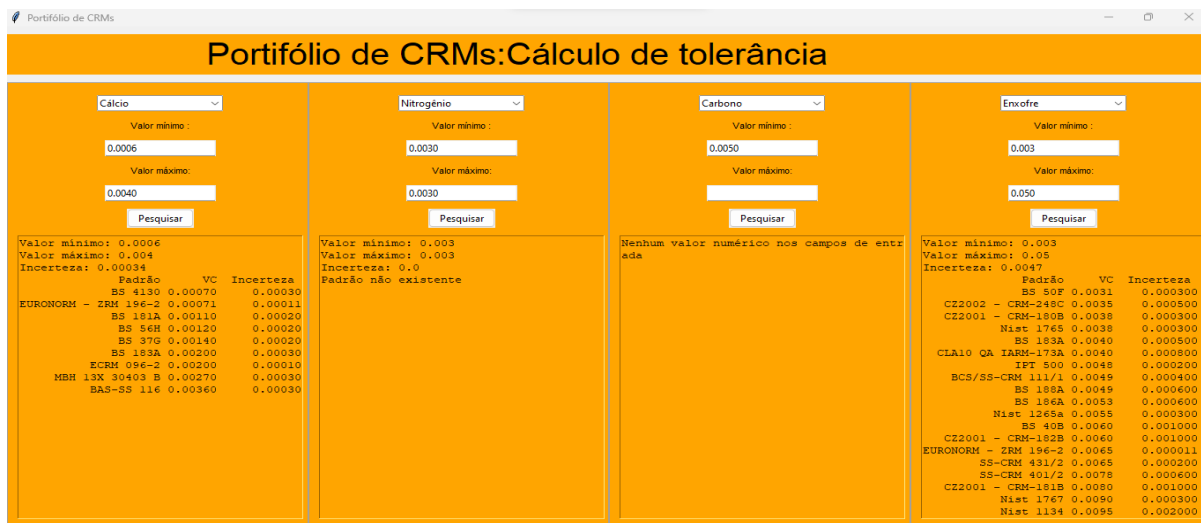 Portifólio de CRMs
Portifólio de CRMs:Cálculo de tolerância
Cálcio
Valor mínimo :
0.0006
Valor máximo:
0.0040
Pesquisar
Valor mínimo: 0.0006
Valor máximo: 0.004
Incerteza: 0.00034
Padrão VC Incerteza
BS 4130 0.00070 0.00030
EURONORM - ZRM 196-2 0.00071 0.00011
BS 181A 0.00110 0.00020
BS 56H 0.00120 0.00020
BS 37G 0.00140 0.00020
BS 183A 0.00200 0.00030
ECRM 096-2 0.00200 0.00010
MBH 13X 30403 B 0.00270 0.00030
BAS-SS 116 0.00360 0.00030
Nitrogênio
Valor mínimo :
0.0030
Valor máximo:
0.0030
Pesquisar
Valor mínimo: 0.003
Valor máximo: 0.003
Incerteza: 0.0
Padrão não existente
Carbono
Valor mínimo :
0.0050
Valor máximo:
Pesquisar
Nenhum valor numérico nos campos de entr
ada
Enxofre
Valor mínimo :
0.003
Valor máximo:
0.050
Pesquisar
Valor mínimo: 0.003
Valor máximo: 0.05
Incerteza: 0.0047
Padrão VC Incerteza
BS 50F 0.0031 0.000300
CZ2002 - CRM-248C 0.0035 0.000500
CZ2001 - CRM-180B 0.0038 0.000300
Nist 1765 0.0038 0.000300
BS 183A 0.0040 0.000500
CLA10 QA IARM-173A 0.0040 0.000800
IPT 500 0.0048 0.000200
BCS/SS-CRM 111/1 0.0049 0.000400
BS 188A 0.0049 0.000600
BS 186A 0.0053 0.000600
Nist 1265a 0.0055 0.000300
BS 40B 0.0060 0.001000
CZ2001 - CRM-182B 0.0060 0.001000
EURONORM - ZRM 196-2 0.0065 0.000011
SS-CRM 431/2 0.0065 0.000200
SS-CRM 401/2 0.0078 0.000600
CZ2001 - CRM-181B 0.0080 0.001000
Nist 1767 0.0090 0.000300
Nist 1134 0.0095 0.002000